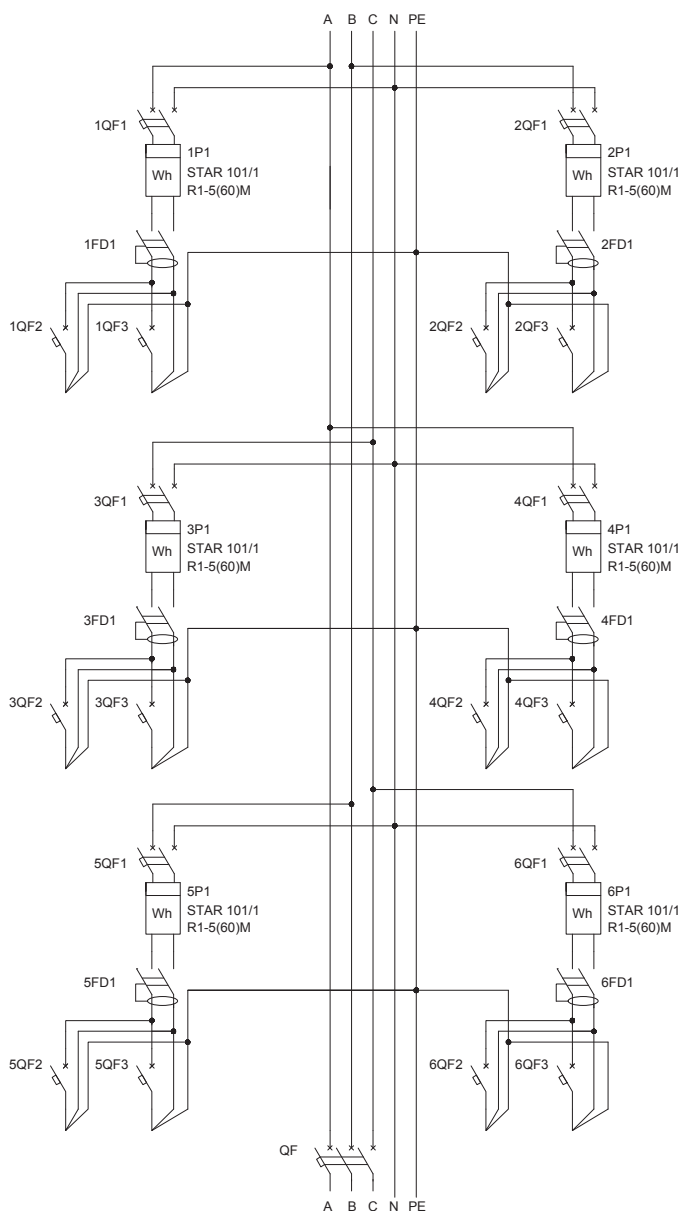 A B C N PE
1QF1
1P1
Wh
STAR 101/1
R1-5(60)M
1FD1
1QF2
1QF3
2QF1
2P1
Wh
STAR 101/1
R1-5(60)M
2FD1
2QF2
2QF3
3QF1
3P1
Wh
STAR 101/1
R1-5(60)M
3FD1
3QF2
3QF3
4QF1
4P1
Wh
STAR 101/1
R1-5(60)M
4FD1
4QF2
4QF3
5QF1
5P1
Wh
STAR 101/1
R1-5(60)M
5FD1
5QF2
5QF3
6QF1
6P1
Wh
STAR 101/1
R1-5(60)M
6FD1
6QF2
6QF3
QF
A B C N PE